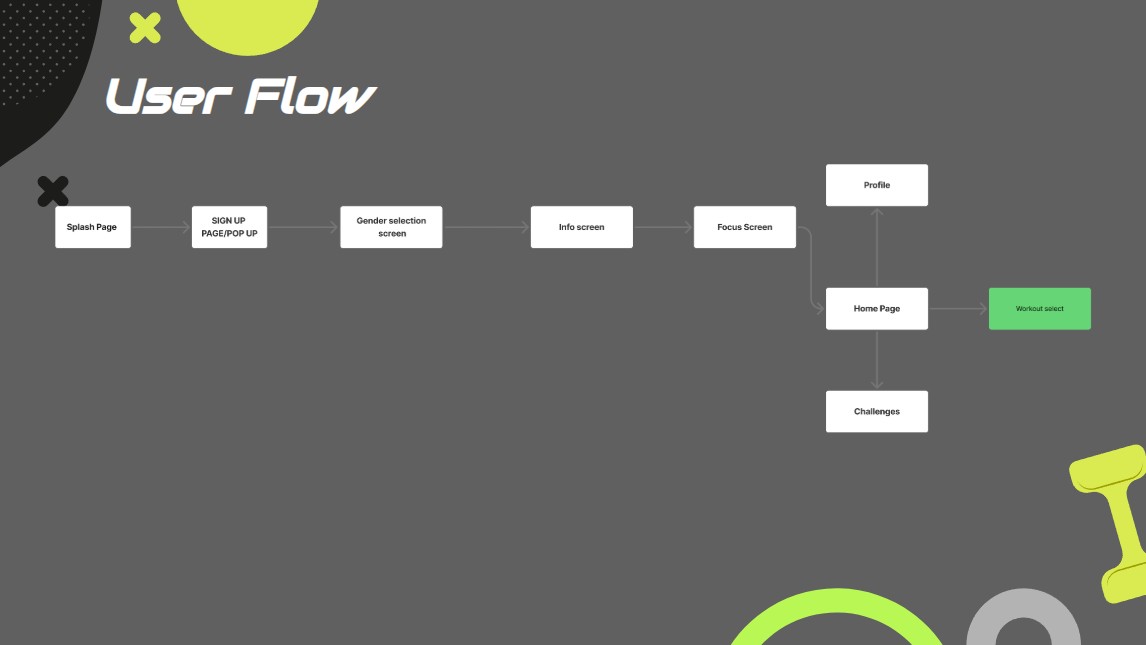 User Flow
Splash Page
SIGN UP
PAGE/POP UP
Gender selection
screen
Info screen
Focus Screen
Profile
Home Page
Workout select
Challenges